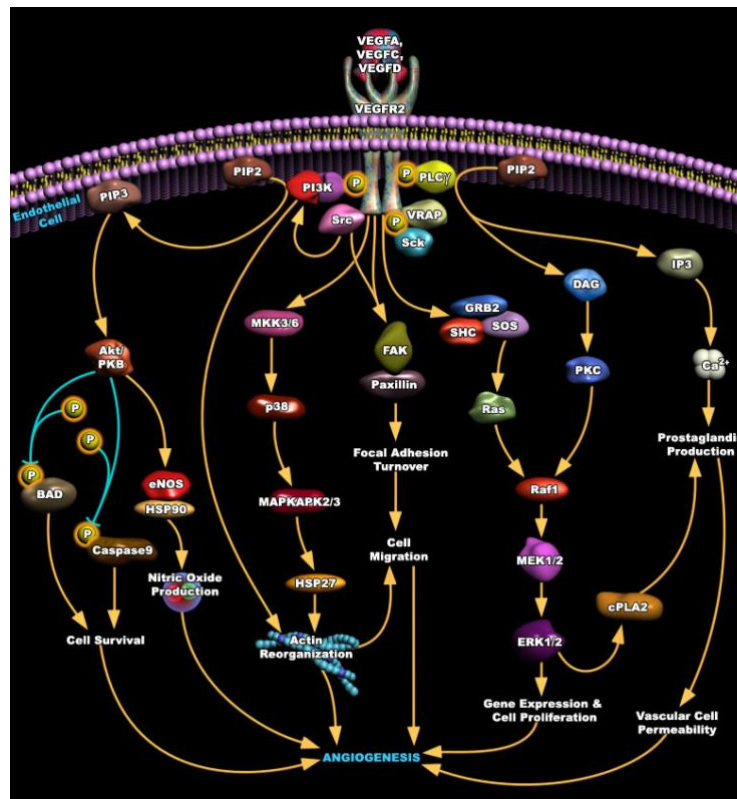 VEGFA,
VEGFC,
VEGFD
VEGFR2
PIP2
PI3K
P
P
PLCγ
PIP2
Endothelial
Cell
PIP3
Src
P
VRAP
Sck
IP3
DAG
GRB2
SOS
SHC
MKK3/6
FAK
Paxillin
Akt/
PKB
PKC
Ca2+
P
p38
Ras
P
Prostaglandi
Production
Focal Adhesion
Turnover
P
BAD
eNOS
HSP90
Raf1
MAPKAPK2/3
P
Caspase9
Cell
Migration
MEK1/2
Nitric Oxide
Production
HSP27
cPLA2
Cell Survival
Actin
Reorganization
ERK1/2
Gene Expression &
Cell Proliferation
Vascular Cell
Permeability
ANGIOGENESIS